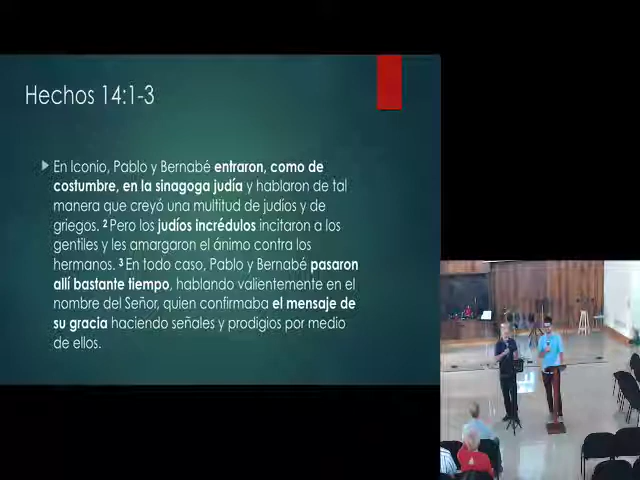 Hechos 14:1-3
En Iconio, Pablo y Bernabé entraron, como de
costumbre, en la sinagoga judía y hablaron de tal
manera que creyó una multitud de judíos y de
griegos. 2 Pero los judíos incrédulos incitaron a los
gentiles y les amargaron el ánimo contra los
hermanos. 3 En todo caso, Pablo y Bernabé pasaron
allí bastante tiempo, hablando valientemente en el
nombre del Señor, quien confirmaba el mensaje de
su gracia haciendo señales y prodigios por medio
de ellos.